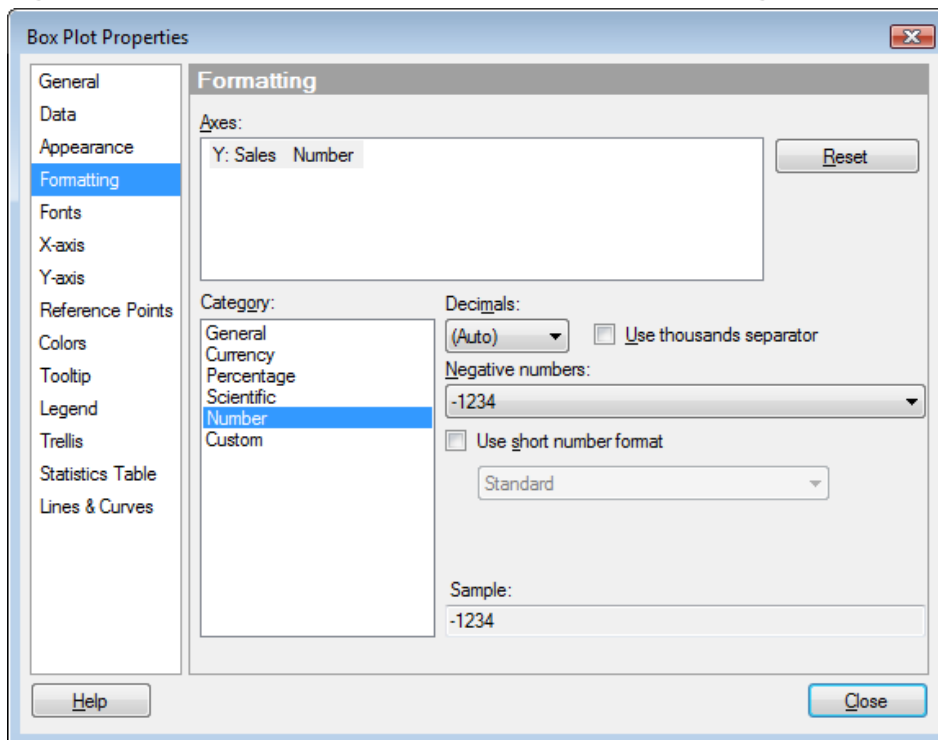 Box Plot Properties
General
Data
Appearance
Formatting
Fonts
X-axis
Y-axis
Reference Points
Colors
Tooltip
Legend
Trellis
Statistics Table
Lines & Curves
Formatting
Axes:
Y: Sales Number
Reset
Category:
General
Currency
Percentage
Scientific
Number
Custom
Decimals:
(Auto)
Use thousands separator
Negative numbers:
-1234
Use short number format
Standard
Sample:
-1234
Help
Close